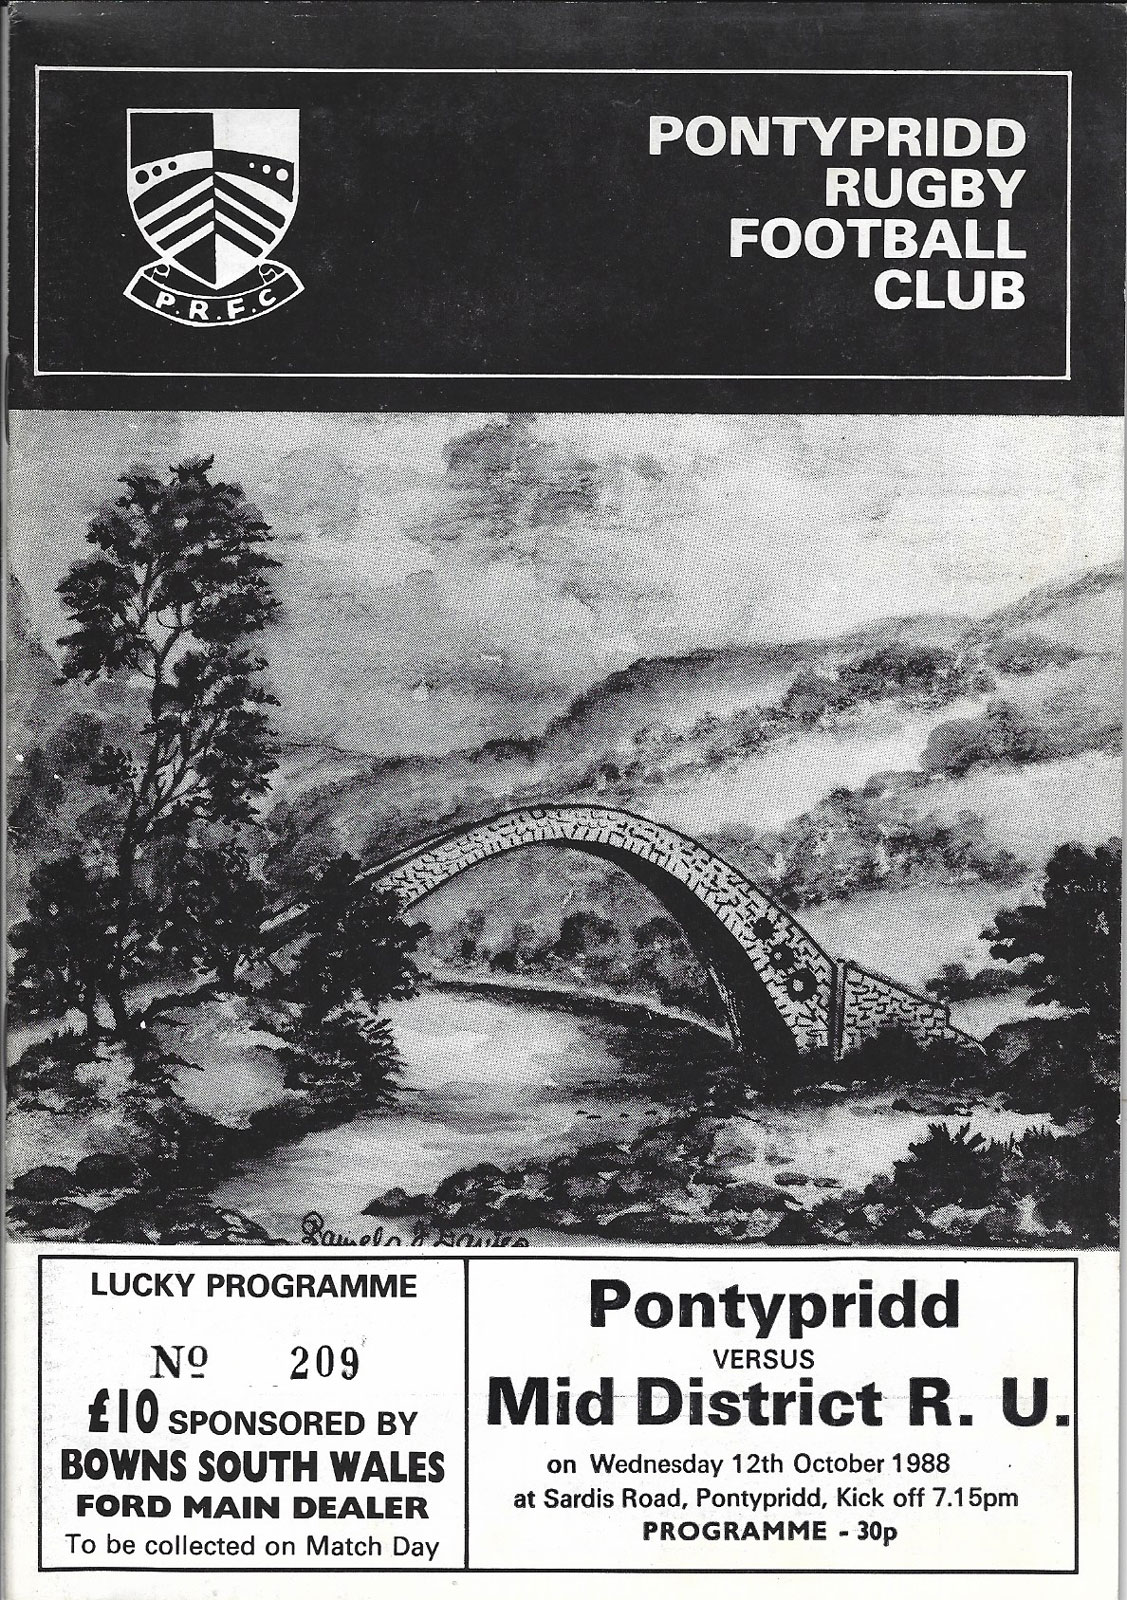 PONTYPRIDD
RUGBY
FOOTBALL
CLUB
P.R.F.C
Pamela J Davies
LUCKY PROGRAMME
Nº 209
£10 SPONSORED BY
BOWNS SOUTH WALES
FORD MAIN DEALER
To be collected on Match Day
Pontypridd
VERSUS
Mid District R. U.
on Wednesday 12th October 1988
at Sardis Road, Pontypridd, Kick off 7.15pm
PROGRAMME - 30p